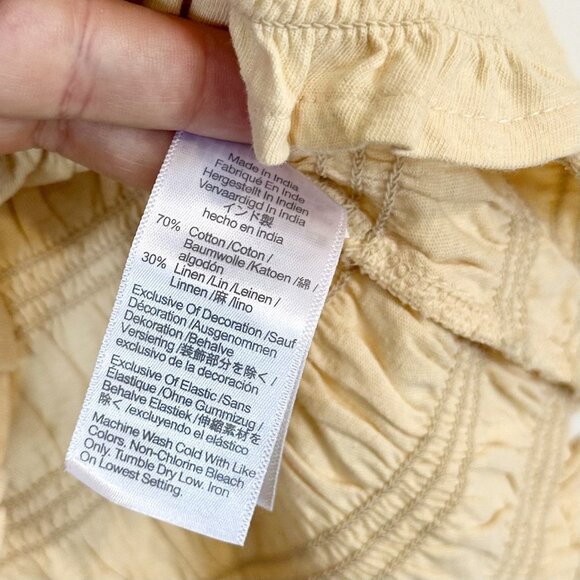 Made in India
Fabriqué En Inde
Hergestellt In Indien
Vervaardigd In India
インド製
hecho en india
70% Cotton /Coton /
Baumwolle /Katoen /綿 /
algodón
30% Linen /Lin /Leinen /
Linnen /麻 /lino
Exclusive Of Decoration /Sauf
Décoration /Ausgenommen
Dekoration /Behalve
Versiering /装飾部分を除く /
exclusivo de la decoración
Exclusive Of Elastic /Sans
Élastique /Ohne Gummizug /
Behalve Elastiek /伸縮素材を
除く /excluyendo el elástico
Machine Wash Cold With Like
Colors. Non-Chlorine Bleach
Only. Tumble Dry Low. Iron
On Lowest Setting.